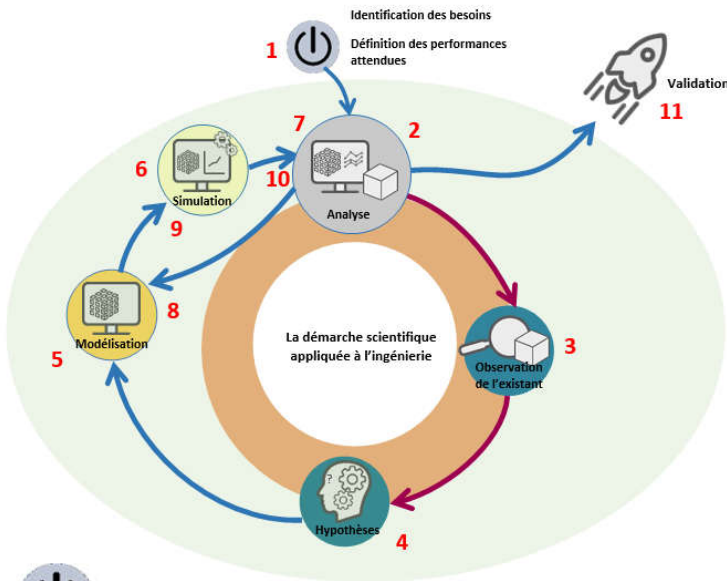 Identification des besoins
1
Définition des performances
attendues
Validation
11
7
2
6
10
Simulation
Analyse
9
8
La démarche scientifique
appliquée à l'ingénierie
Modélisation
3
5
Observation
de l'existant
?
Hypothèses
4